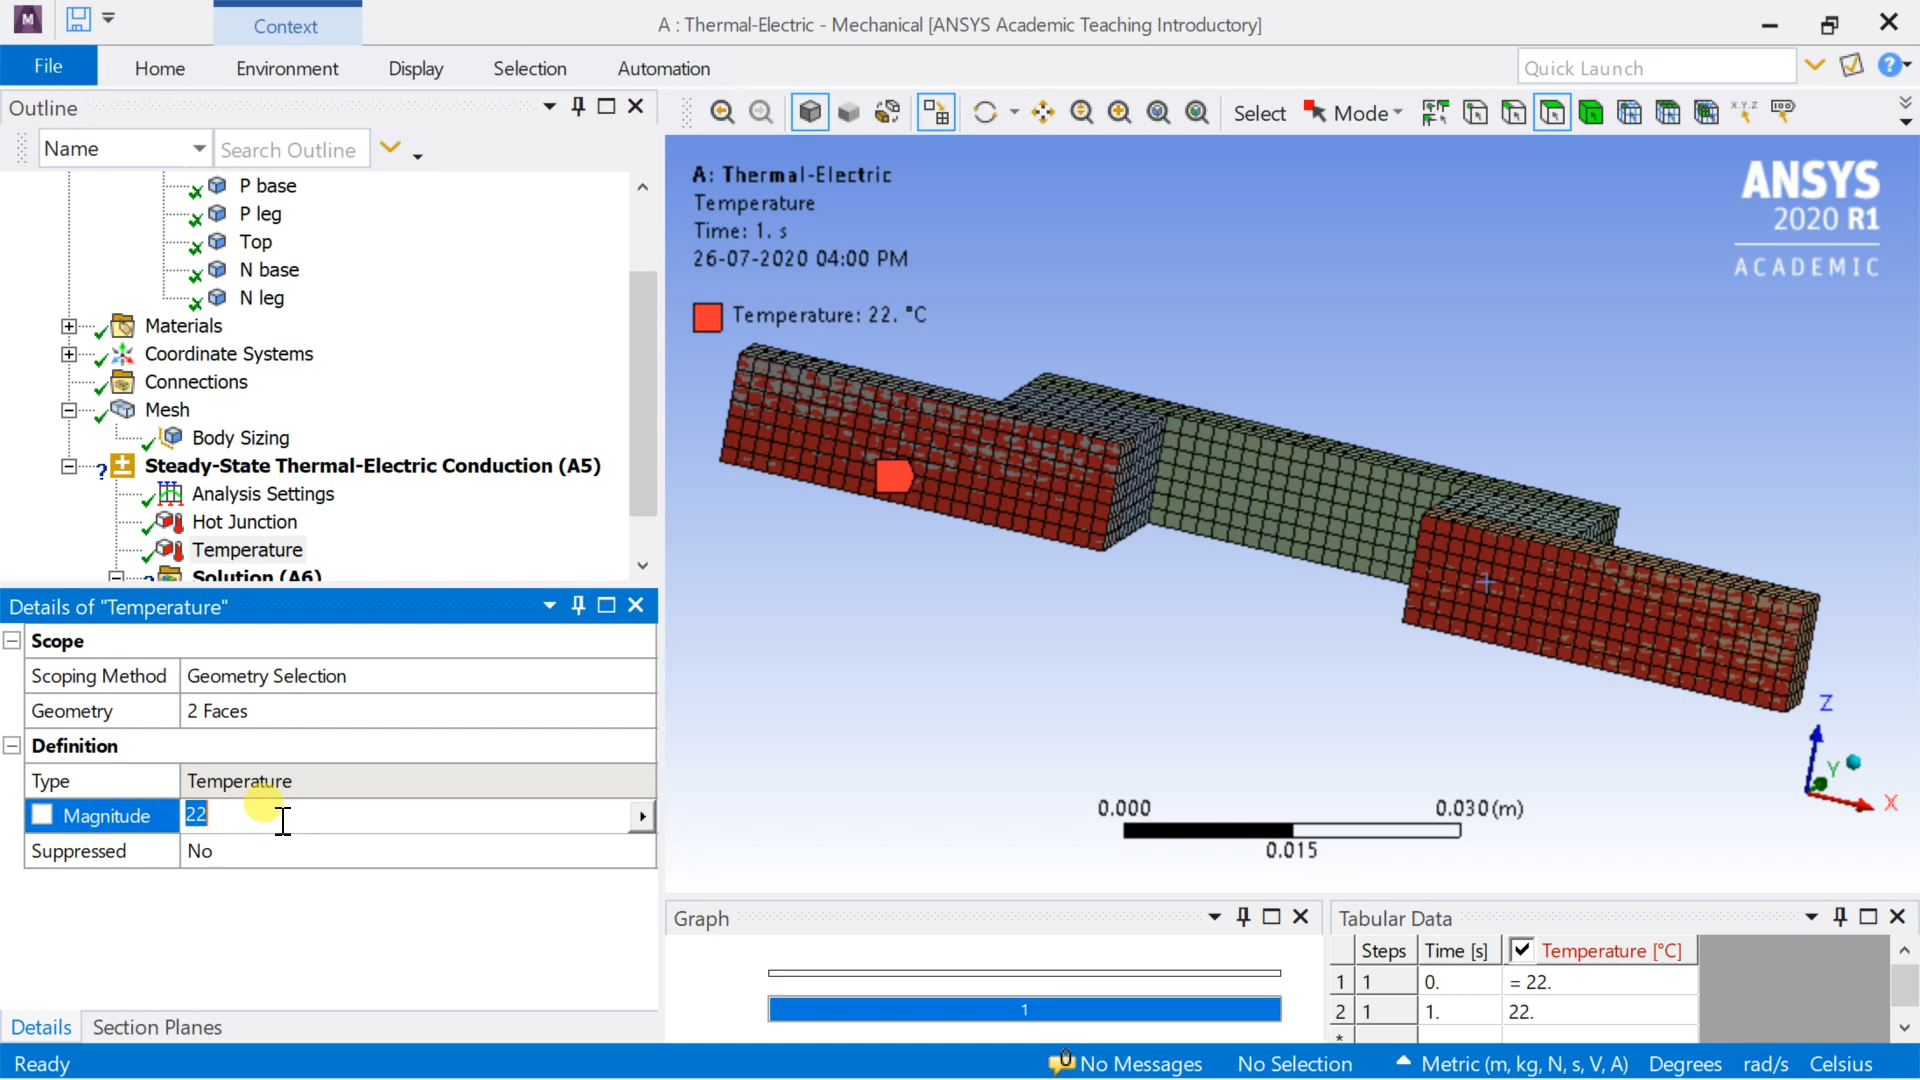 M
Context
A : Thermal-Electric - Mechanical [ANSYS Academic Teaching Introductory]
File
Home
Environment
Display
Selection
Automation
Quick Launch
Outline
Name
Search Outline
Select
Mode
P base
P leg
Top
N base
N leg
Materials
Coordinate Systems
Connections
Mesh
Body Sizing
Steady-State Thermal-Electric Conduction (A5)
Analysis Settings
Hot Junction
Temperature
Solution (A6)
Details of "Temperature"
Scope
Scoping Method Geometry Selection
Geometry 2 Faces
Definition
Type Temperature
Magnitude 22
Suppressed No
Details Section Planes
A: Thermal-Electric
Temperature
Time: 1. s
26-07-2020 04:00 PM
Temperature: 22. °C
ANSYS
2020 R1
ACADEMIC
Z
Y
X
0.000 0.030(m)
0.015
Graph
1
Tabular Data
Steps Time [s] Temperature [°C]
1 1 0. = 22.
2 1 1. 22.
*
Ready
No Messages No Selection Metric (m, kg, N, s, V, A) Degrees rad/s Celsius